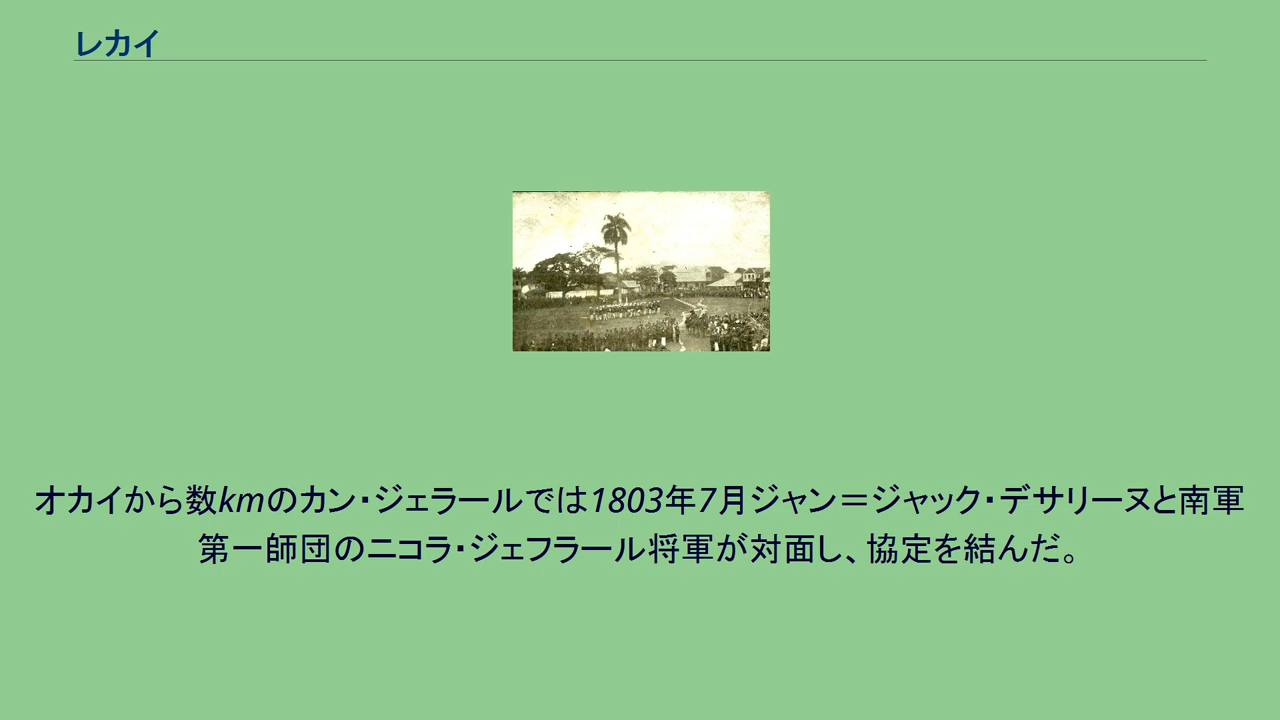 レカイ
オカイから数kmのカン・ジェラールでは1803年7月ジャン＝ジャック・デサリーヌと南軍
第一師団のニコラ・ジェフラール将軍が対面し、協定を結んだ。